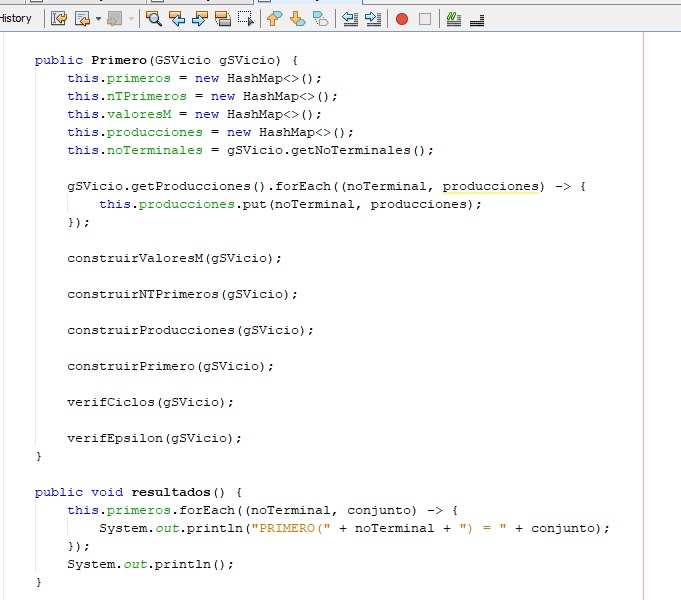 History
public Primero(GSVicio gSVicio) {
this.primeros = new HashMap<>();
this.nTPrimeros = new HashMap<>();
this.valoresM = new HashMap<>();
this.producciones = new HashMap<>();
this.noTerminales = gSVicio.getNoTerminales();
gSVicio.getProducciones().forEach((noTerminal, producciones) -> {
this.producciones.put(noTerminal, producciones);
});
construirValoresM(gSVicio);
construirNTPrimeros(gSVicio);
construirProducciones(gSVicio);
construirPrimero(gSVicio);
verifCiclos(gSVicio);
verifEpsilon(gSVicio);
}
public void resultados() {
this.primeros.forEach((noTerminal, conjunto) -> {
System.out.println("PRIMERO(" + noTerminal + ") = " + conjunto);
});
System.out.println();
}